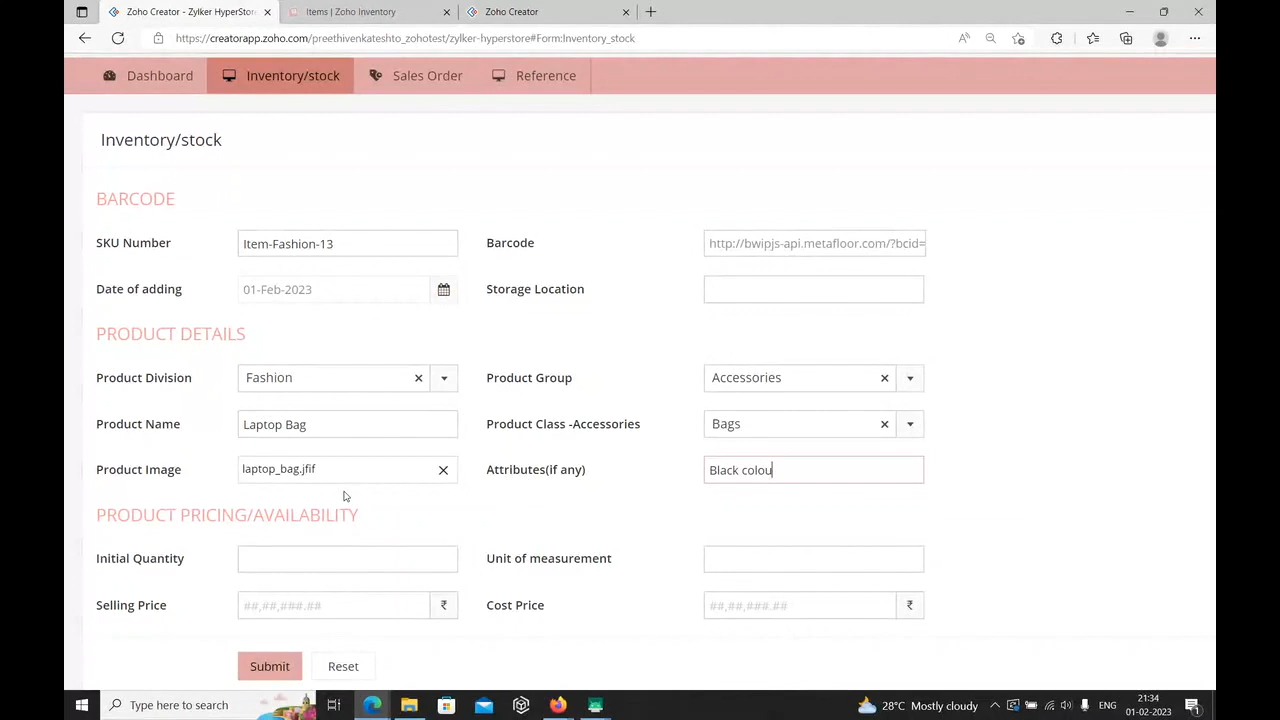 Zoho Creator - Zylker HyperStor
Items | Zoho Inventory
Zoho Creator
https://creatorapp.zoho.com/preethivenkateshto_zohotest/zylker-hyperstore#Form:Inventory_stock
Dashboard
Inventory/stock
Sales Order
Reference
Inventory/stock
BARCODE
SKU Number
Item-Fashion-13
Barcode
http://bwipjs-api.metafloor.com/?bcid=
Date of adding
01-Feb-2023
Storage Location
PRODUCT DETAILS
Product Division
Fashion
Product Group
Accessories
Product Name
Laptop Bag
Product Class -Accessories
Bags
Product Image
laptop_bag.jfif
Attributes(if any)
Black colou
PRODUCT PRICING/AVAILABILITY
Initial Quantity
Unit of measurement
Selling Price
##,##,###.##
₹
Cost Price
##,##,###.##
₹
Submit
Reset
Type here to search
28°C Mostly cloudy
ENG
21:34
01-02-2023